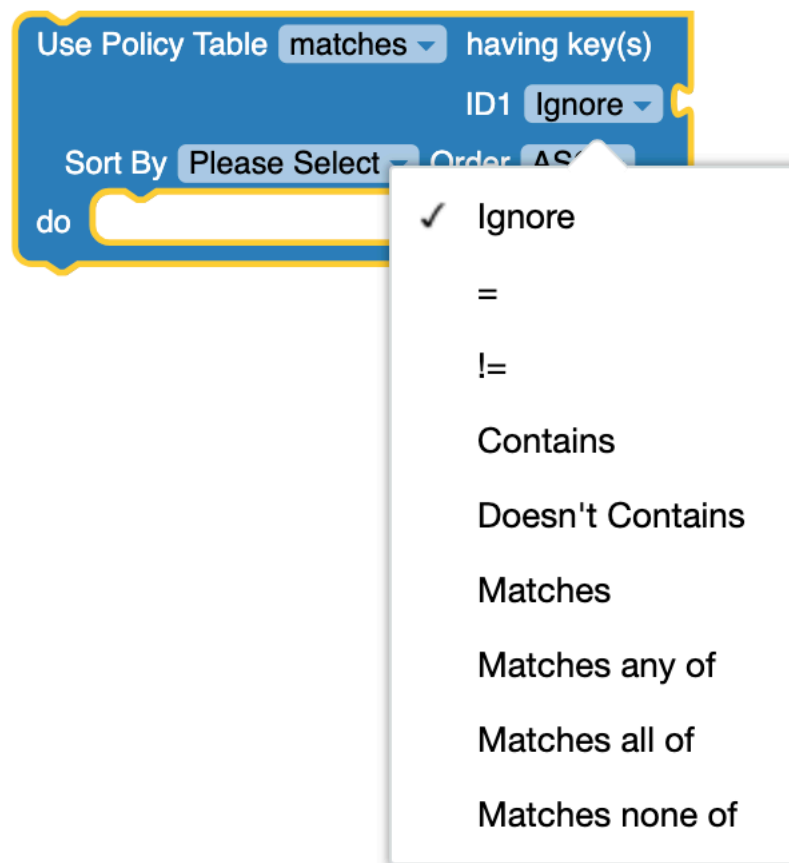 Use Policy Table matches having key(s)
ID1 Ignore
Sort By Please Select Order
do
✓ Ignore
=
!=
Contains
Doesn't Contains
Matches
Matches any of
Matches all of
Matches none of